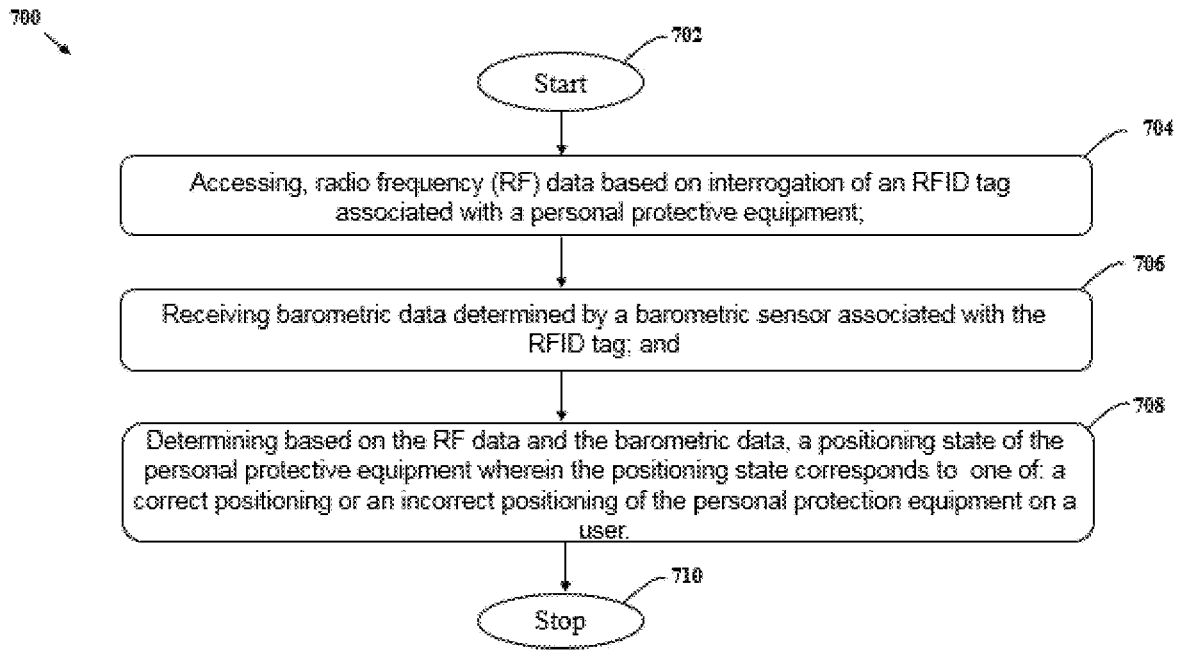 700
702
Start
704
Accessing, radio frequency (RF) data based on interrogation of an RFID tag
associated with a personal protective equipment;
706
Receiving barometric data determined by a barometric sensor associated with the
RFID tag; and
708
Determining based on the RF data and the barometric data, a positioning state of the
personal protective equipment wherein the positioning state corresponds to one of: a
correct positioning or an incorrect positioning of the personal protection equipment on a
user.
710
Stop